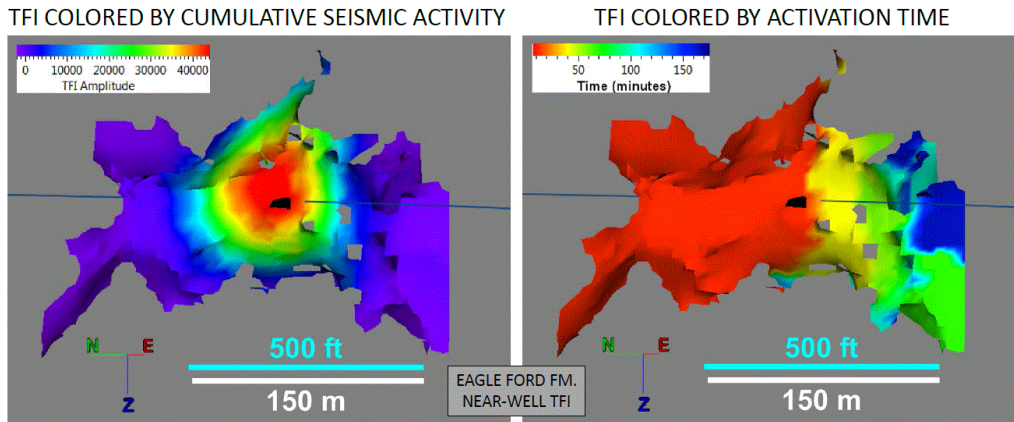 TFI COLORED BY CUMULATIVE SEISMIC ACTIVITY
0 10000 20000 30000 40000
TFI Amplitude
N E
Z
500 ft
150 m
TFI COLORED BY ACTIVATION TIME
50 100 150
Time (minutes)
N E
Z
500 ft
150 m
EAGLE FORD FM.
NEAR-WELL TFI